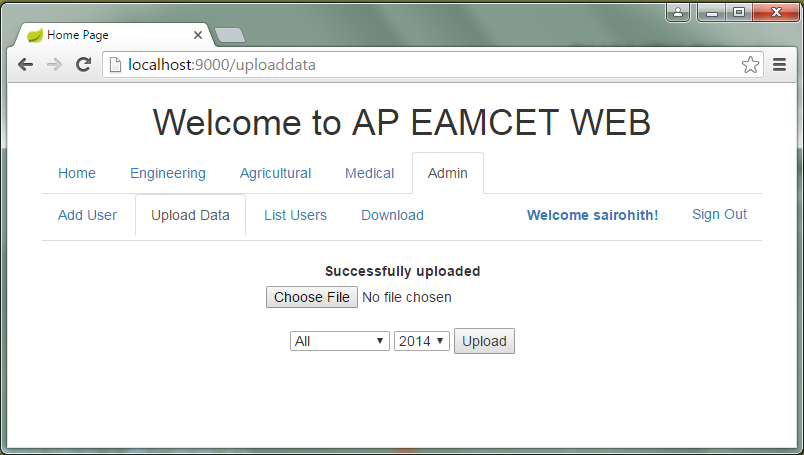 Home Page
localhost:9000/uploaddata
Welcome to AP EAMCET WEB
Home Engineering Agricultural Medical Admin
Add User Upload Data List Users Download Welcome sairohith! Sign Out
Successfully uploaded
Choose File No file chosen
All 2014 Upload